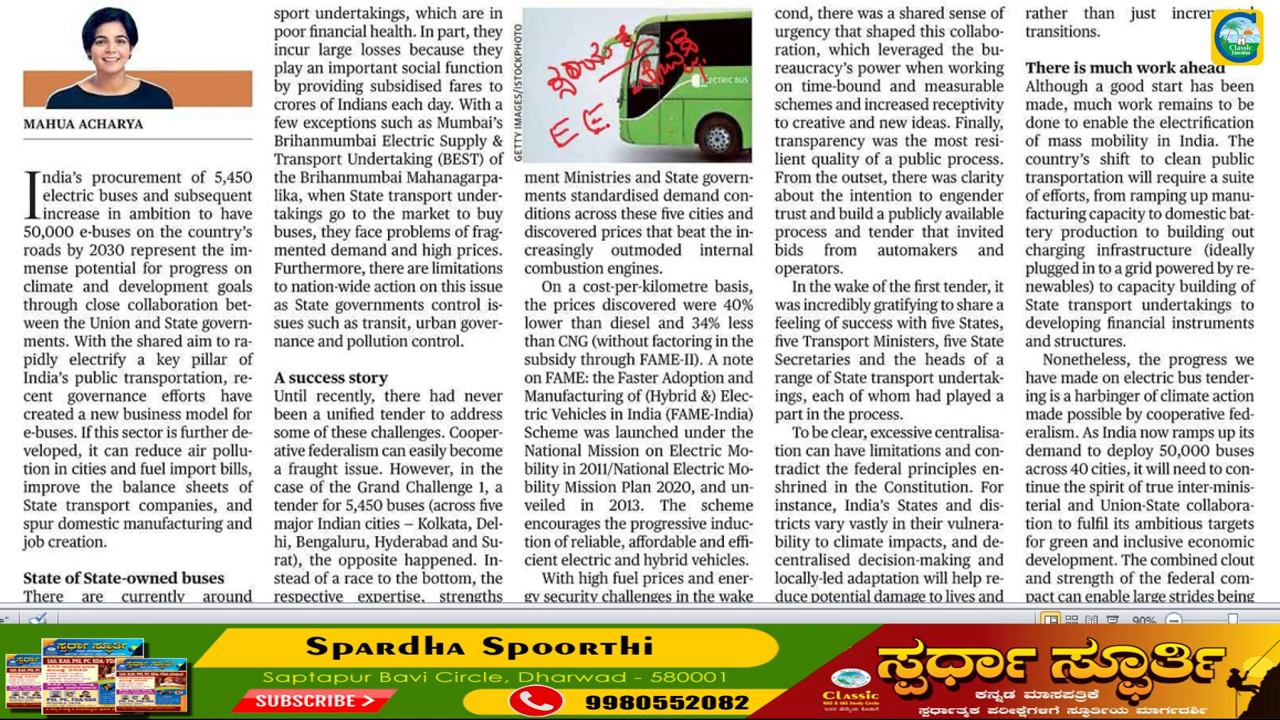 MAHUA ACHARYA
India's procurement of 5,450
electric buses and subsequent
increase in ambition to have
50,000 e-buses on the country's
roads by 2030 represent the im-
mense potential for progress on
climate and development goals
through close collaboration bet-
ween the Union and State govern-
ments. With the shared aim to ra-
pidly electrify a key pillar of
India's public transportation, re-
cent governance efforts have
created a new business model for
e-buses. If this sector is further de-
veloped, it can reduce air pollu-
tion in cities and fuel import bills,
improve the balance sheets of
State transport companies, and
spur domestic manufacturing and
job creation.
State of State-owned buses
There are currently around
sport undertakings, which are in
poor financial health. In part, they
incur large losses because they
play an important social function
by providing subsidised fares to
crores of Indians each day. With a
few exceptions such as Mumbai's
Brihanmumbai Electric Supply &
Transport Undertaking (BEST) of
the Brihanmumbai Mahanagarpa-
lika, when State transport under-
takings go to the market to buy
buses, they face problems of frag-
mented demand and high prices.
Furthermore, there are limitations
to nation-wide action on this issue
as State governments control is-
sues such as transit, urban gover-
nance and pollution control.
A success story
Until recently, there had never
been a unified tender to address
some of these challenges. Cooper-
ative federalism can easily become
a fraught issue. However, in the
case of the Grand Challenge 1, a
tender for 5,450 buses (across five
major Indian cities – Kolkata, Del-
hi, Bengaluru, Hyderabad and Su-
rat), the opposite happened. In-
stead of a race to the bottom, the
respective expertise, strengths
GETTY IMAGES/ISTOCKPHOTO
ELECTRIC BUS
E E
ment Ministries and State govern-
ments standardised demand con-
ditions across these five cities and
discovered prices that beat the in-
creasingly outmoded internal
combustion engines.
On a cost-per-kilometre basis,
the prices discovered were 40%
lower than diesel and 34% less
than CNG (without factoring in the
subsidy through FAME-II). A note
on FAME: the Faster Adoption and
Manufacturing of (Hybrid &) Elec-
tric Vehicles in India (FAME-India)
Scheme was launched under the
National Mission on Electric Mo-
bility in 2011/National Electric Mo-
bility Mission Plan 2020, and un-
veiled in 2013. The scheme
encourages the progressive induc-
tion of reliable, affordable and effi-
cient electric and hybrid vehicles.
With high fuel prices and ener-
gy security challenges in the wake
cond, there was a shared sense of
urgency that shaped this collabo-
ration, which leveraged the bu-
reaucracy's power when working
on time-bound and measurable
schemes and increased receptivity
to creative and new ideas. Finally,
transparency was the most resi-
lient quality of a public process.
From the outset, there was clarity
about the intention to engender
trust and build a publicly available
process and tender that invited
bids from automakers and
operators.
In the wake of the first tender, it
was incredibly gratifying to share a
feeling of success with five States,
five Transport Ministers, five State
Secretaries and the heads of a
range of State transport undertak-
ings, each of whom had played a
part in the process.
To be clear, excessive centralisa-
tion can have limitations and con-
tradict the federal principles en-
shrined in the Constitution. For
instance, India's States and dis-
tricts vary vastly in their vulnera-
bility to climate impacts, and de-
centralised decision-making and
locally-led adaptation will help re-
duce potential damage to lives and
rather than just incremental
transitions.
There is much work ahead
Although a good start has been
made, much work remains to be
done to enable the electrification
of mass mobility in India. The
country's shift to clean public
transportation will require a suite
of efforts, from ramping up manu-
facturing capacity to domestic bat-
tery production to building out
charging infrastructure (ideally
plugged in to a grid powered by re-
newables) to capacity building of
State transport undertakings to
developing financial instruments
and structures.
Nonetheless, the progress we
have made on electric bus tender-
ing is a harbinger of climate action
made possible by cooperative fed-
eralism. As India now ramps up its
demand to deploy 50,000 buses
across 40 cities, it will need to con-
tinue the spirit of true inter-minis-
terial and Union-State collabora-
tion to fulfil its ambitious targets
for green and inclusive economic
development. The combined clout
and strength of the federal com-
pact can enable large strides being
Classic
Education
90%
SPARDHA SPOORTHI
Saptapur Bavi Circle, Dharwad - 580001
SUBSCRIBE
9980552082
Classic
KAS & IAS Study Circle
ಸ್ಪರ್ಧಾ ಸ್ಫೂರ್ತಿ
ಕನ್ನಡ ಮಾಸಪತ್ರಿಕೆ
ಸ್ಪರ್ಧಾತ್ಮಕ ಪರೀಕ್ಷೆಗಳಿಗೆ ಸ್ಫೂರ್ತಿಯ ಮಾರ್ಗದರ್ಶಿ